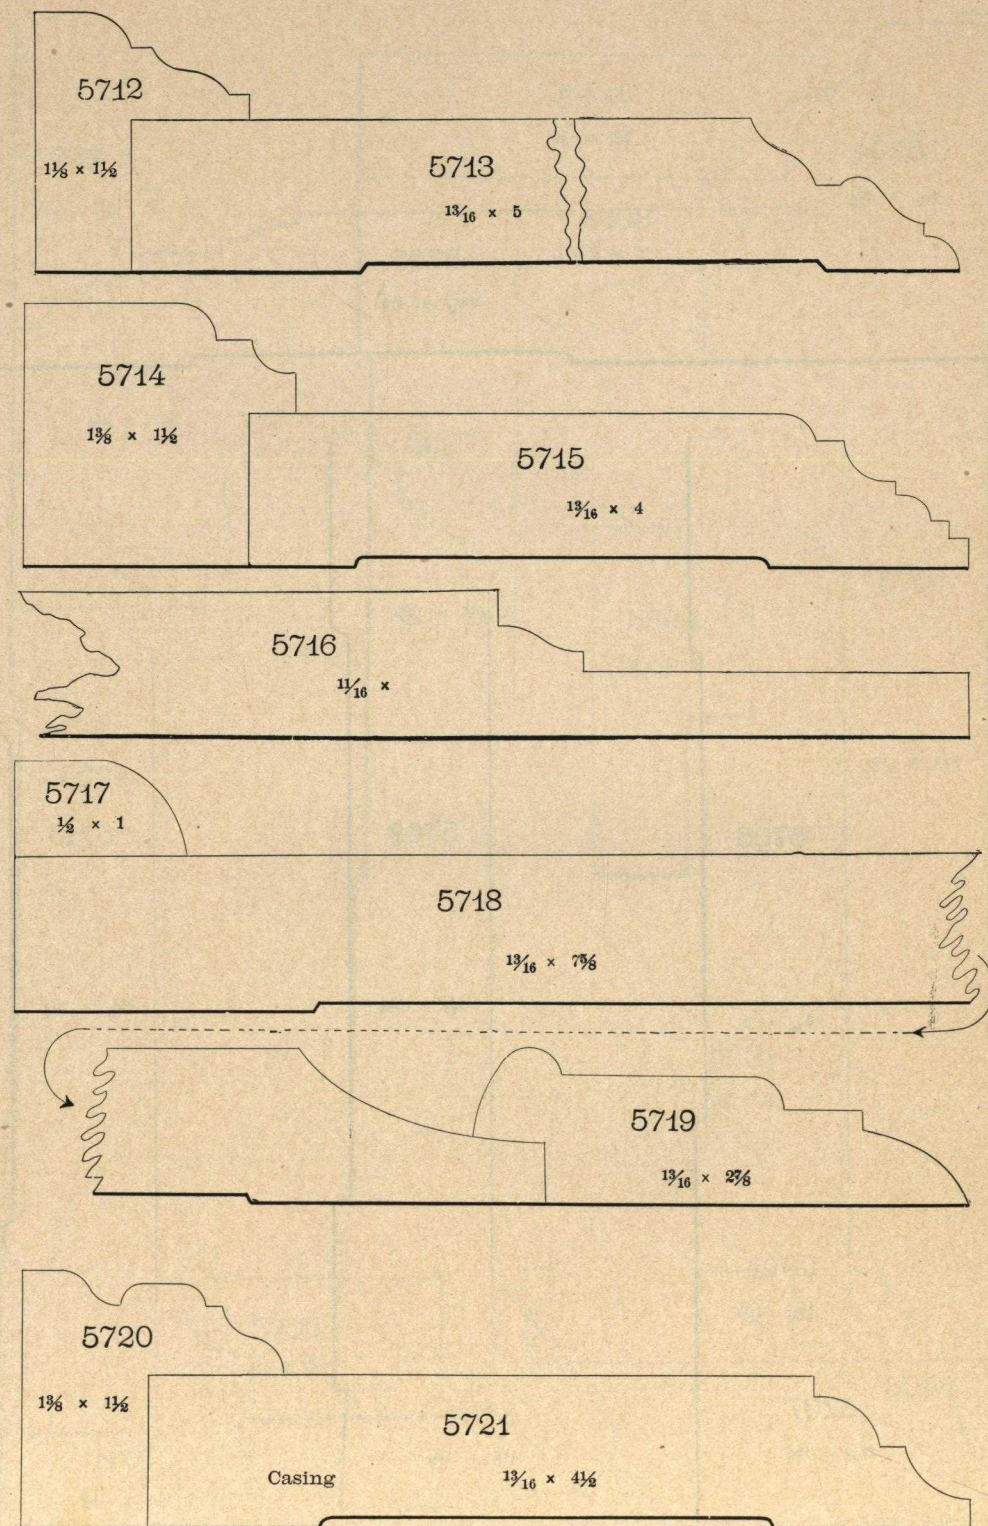 5712
1⅛ × 1½
5713
13/16 × 5
5714
1⅜ × 1½
5715
13/16 × 4
5716
11/16 ×
5717
½ × 1
5718
13/16 × 7⅝
5719
13/16 × 2⅞
5720
1⅜ × 1½
5721
Casing 13/16 × 4½